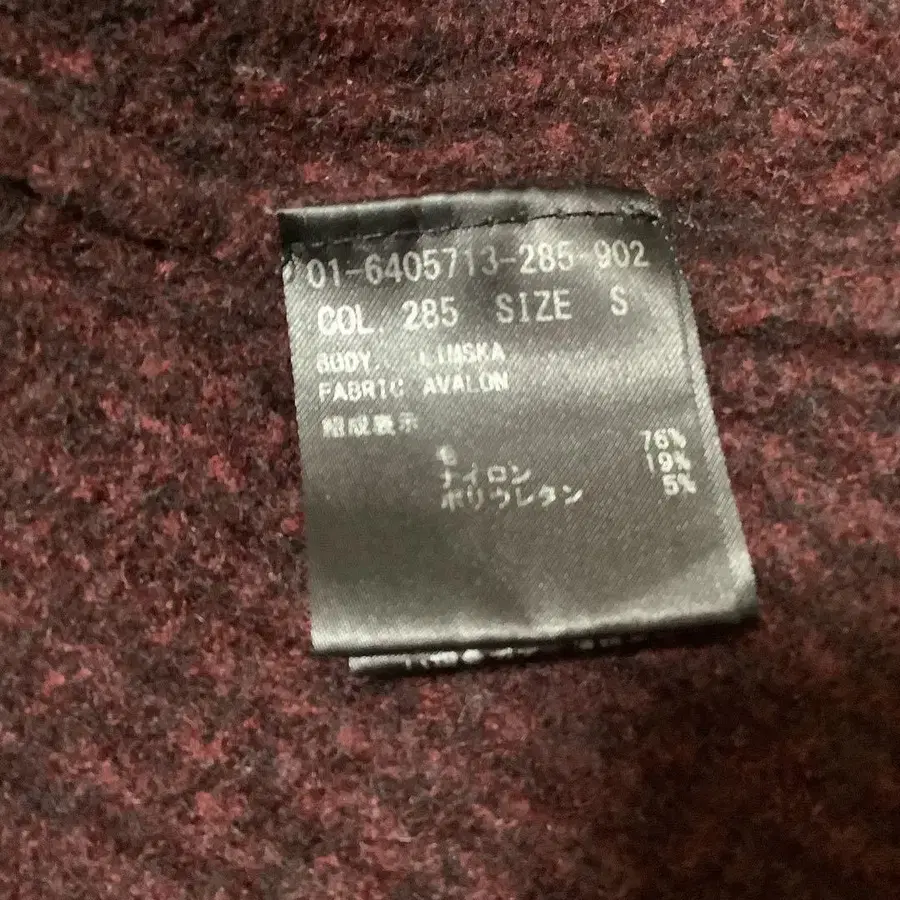 01-6405713-285-902
COL. 285 SIZE S
BODY. LIMSKA
FABRIC AVALON
組成表示
毛 76%
ナイロン 19%
ポリウレタン 5%